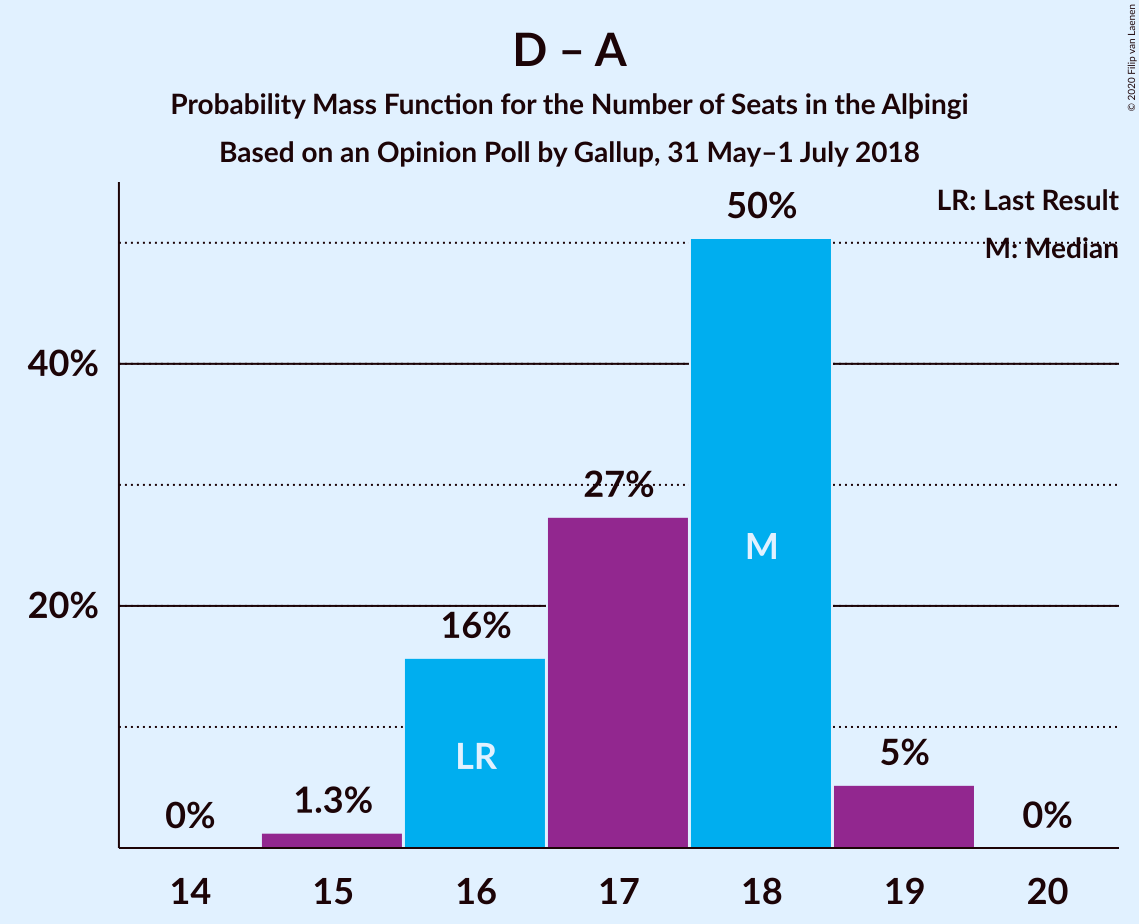 D – A
Probability Mass Function for the Number of Seats in the Alþingi
Based on an Opinion Poll by Gallup, 31 May–1 July 2018
© 2020 Filip van Laenen
LR: Last Result
M: Median
50%
40%
27%
M
20%
16%
LR
5%
1.3%
0%
0%
14 15 16 17 18 19 20